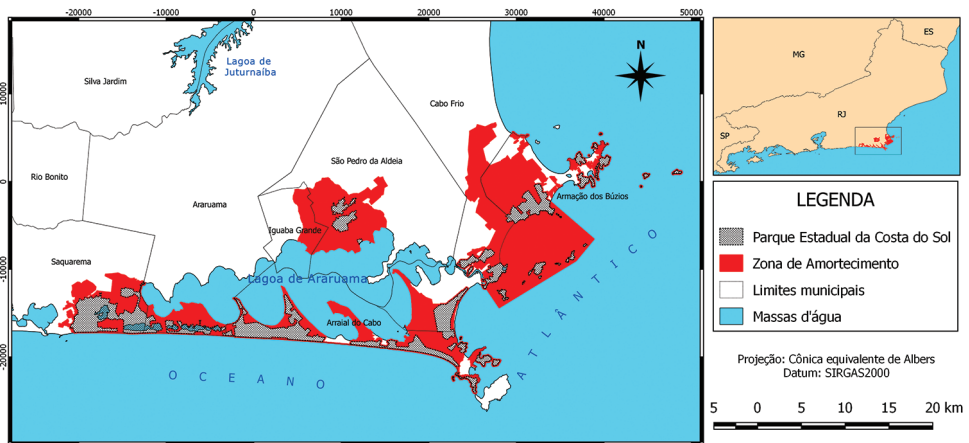 -20000 -10000 0 10000 20000 30000 40000 50000
10000
0
-10000
-20000
Lagoa de
Juturnaíba
Silva Jardim
Rio Bonito
Saquarema
Araruama
São Pedro da Aldeia
Iguaba Grande
Cabo Frio
Armação dos Búzios
Lagoa de Araruama
Arraial do Cabo
OCEANO
ATLÂNTICO
N
ES
MG
RJ
SP
LEGENDA
Parque Estadual da Costa do Sol
Zona de Amortecimento
Limites municipais
Massas d'água
Projeção: Cônica equivalente de Albers
Datum: SIRGAS2000
5 0 5 10 15 20 km